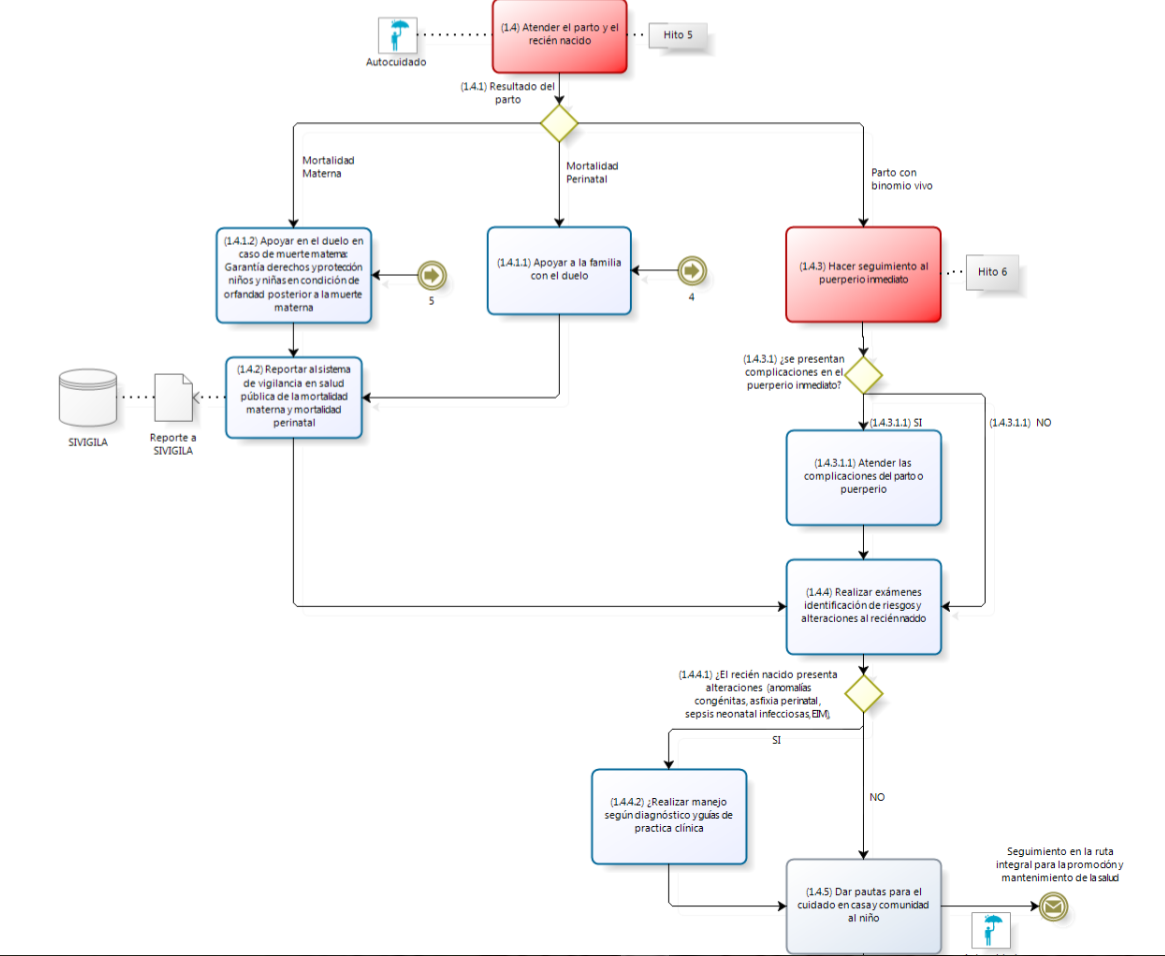 (1.4) Atender el parto y el
recién nacido
Hito 5
Autocuidado
(1.4.1) Resultado del
parto
Mortalidad
Materna
Mortalidad
Perinatal
Parto con
binomio vivo
(1.4.1.2) Apoyar en el duelo en
caso de muerte materna:
Garantía derechos y protección
niños y niñas en condición de
orfandad posterior a la muerte
materna
5
(1.4.1.1) Apoyar a la familia
con el duelo
4
(1.4.3) Hacer seguimiento al
puerperio inmediato
Hito 6
(1.4.2) Reportar al sistema
de vigilancia en salud
pública de la mortalidad
materna y mortalidad
perinatal
SIVIGILA
Reporte a
SIVIGILA
(1.4.3.1) ¿se presentan
complicaciones en el
puerperio inmediato?
(1.4.3.1.1) SI
(1.4.3.1.1) NO
(1.4.3.1.1) Atender las
complicaciones del parto o
puerperio
(1.4.4) Realizar exámenes
identificación de riesgos y
alteraciones al recién nacido
(1.4.4.1) ¿El recién nacido presenta
alteraciones (anomalías
congénitas, asfixia perinatal,
sepsis neonatal infecciosas, EIM),
SI
NO
(1.4.4.2) ¿Realizar manejo
según diagnóstico y guías de
practica clínica
(1.4.5) Dar pautas para el
cuidado en casa y comunidad
al niño
Seguimiento en la ruta
integral para la promoción y
mantenimiento de la salud